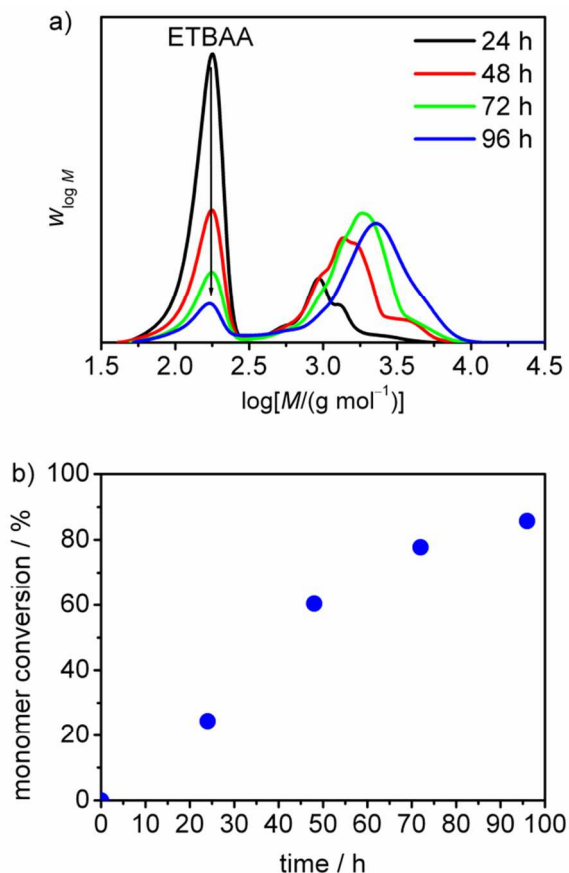 a)
ETBAA
24 h
48 h
72 h
96 h
W log M
1.5 2.0 2.5 3.0 3.5 4.0 4.5
log[M/(g mol⁻¹)]
b)
100
80
60
40
20
0
monomer conversion / %
0 10 20 30 40 50 60 70 80 90 100
time / h